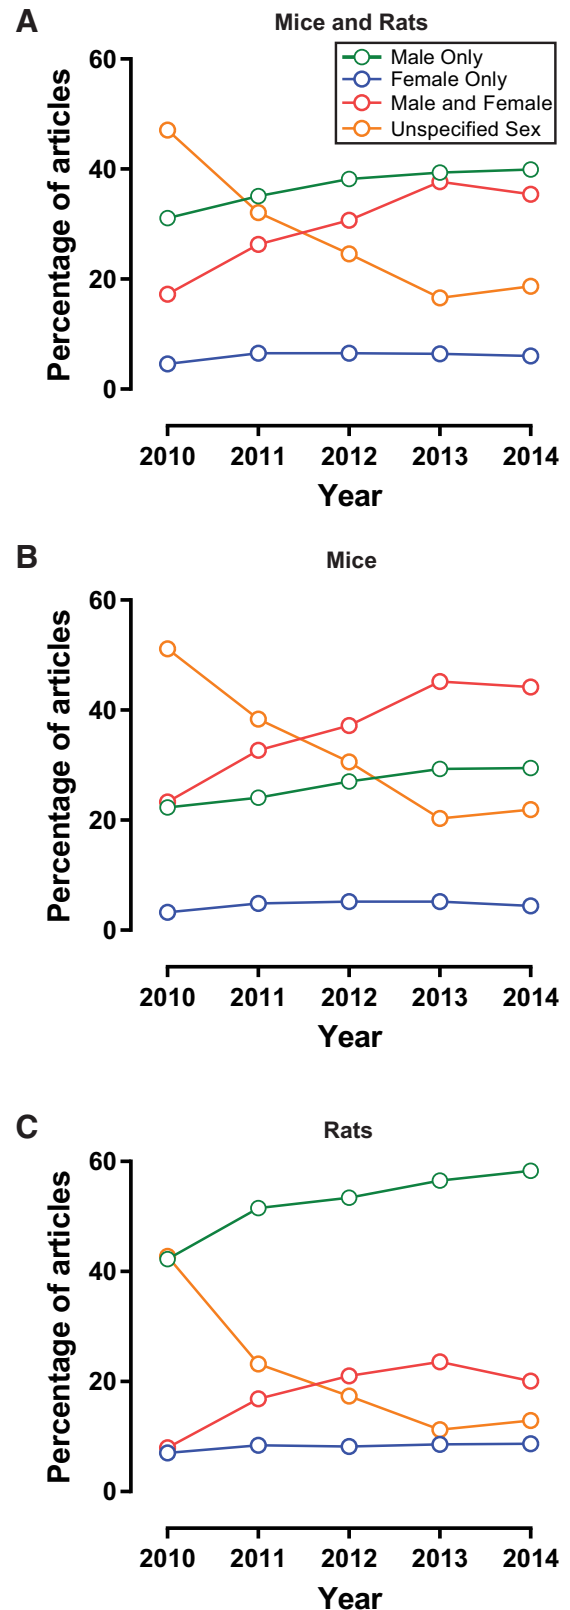 A
Mice and Rats
Male Only
Female Only
Male and Female
Unspecified Sex
Percentage of articles
60
40
20
0
2010 2011 2012 2013 2014
Year
B
Mice
Percentage of articles
60
40
20
0
2010 2011 2012 2013 2014
Year
C
Rats
Percentage of articles
60
40
20
0
2010 2011 2012 2013 2014
Year